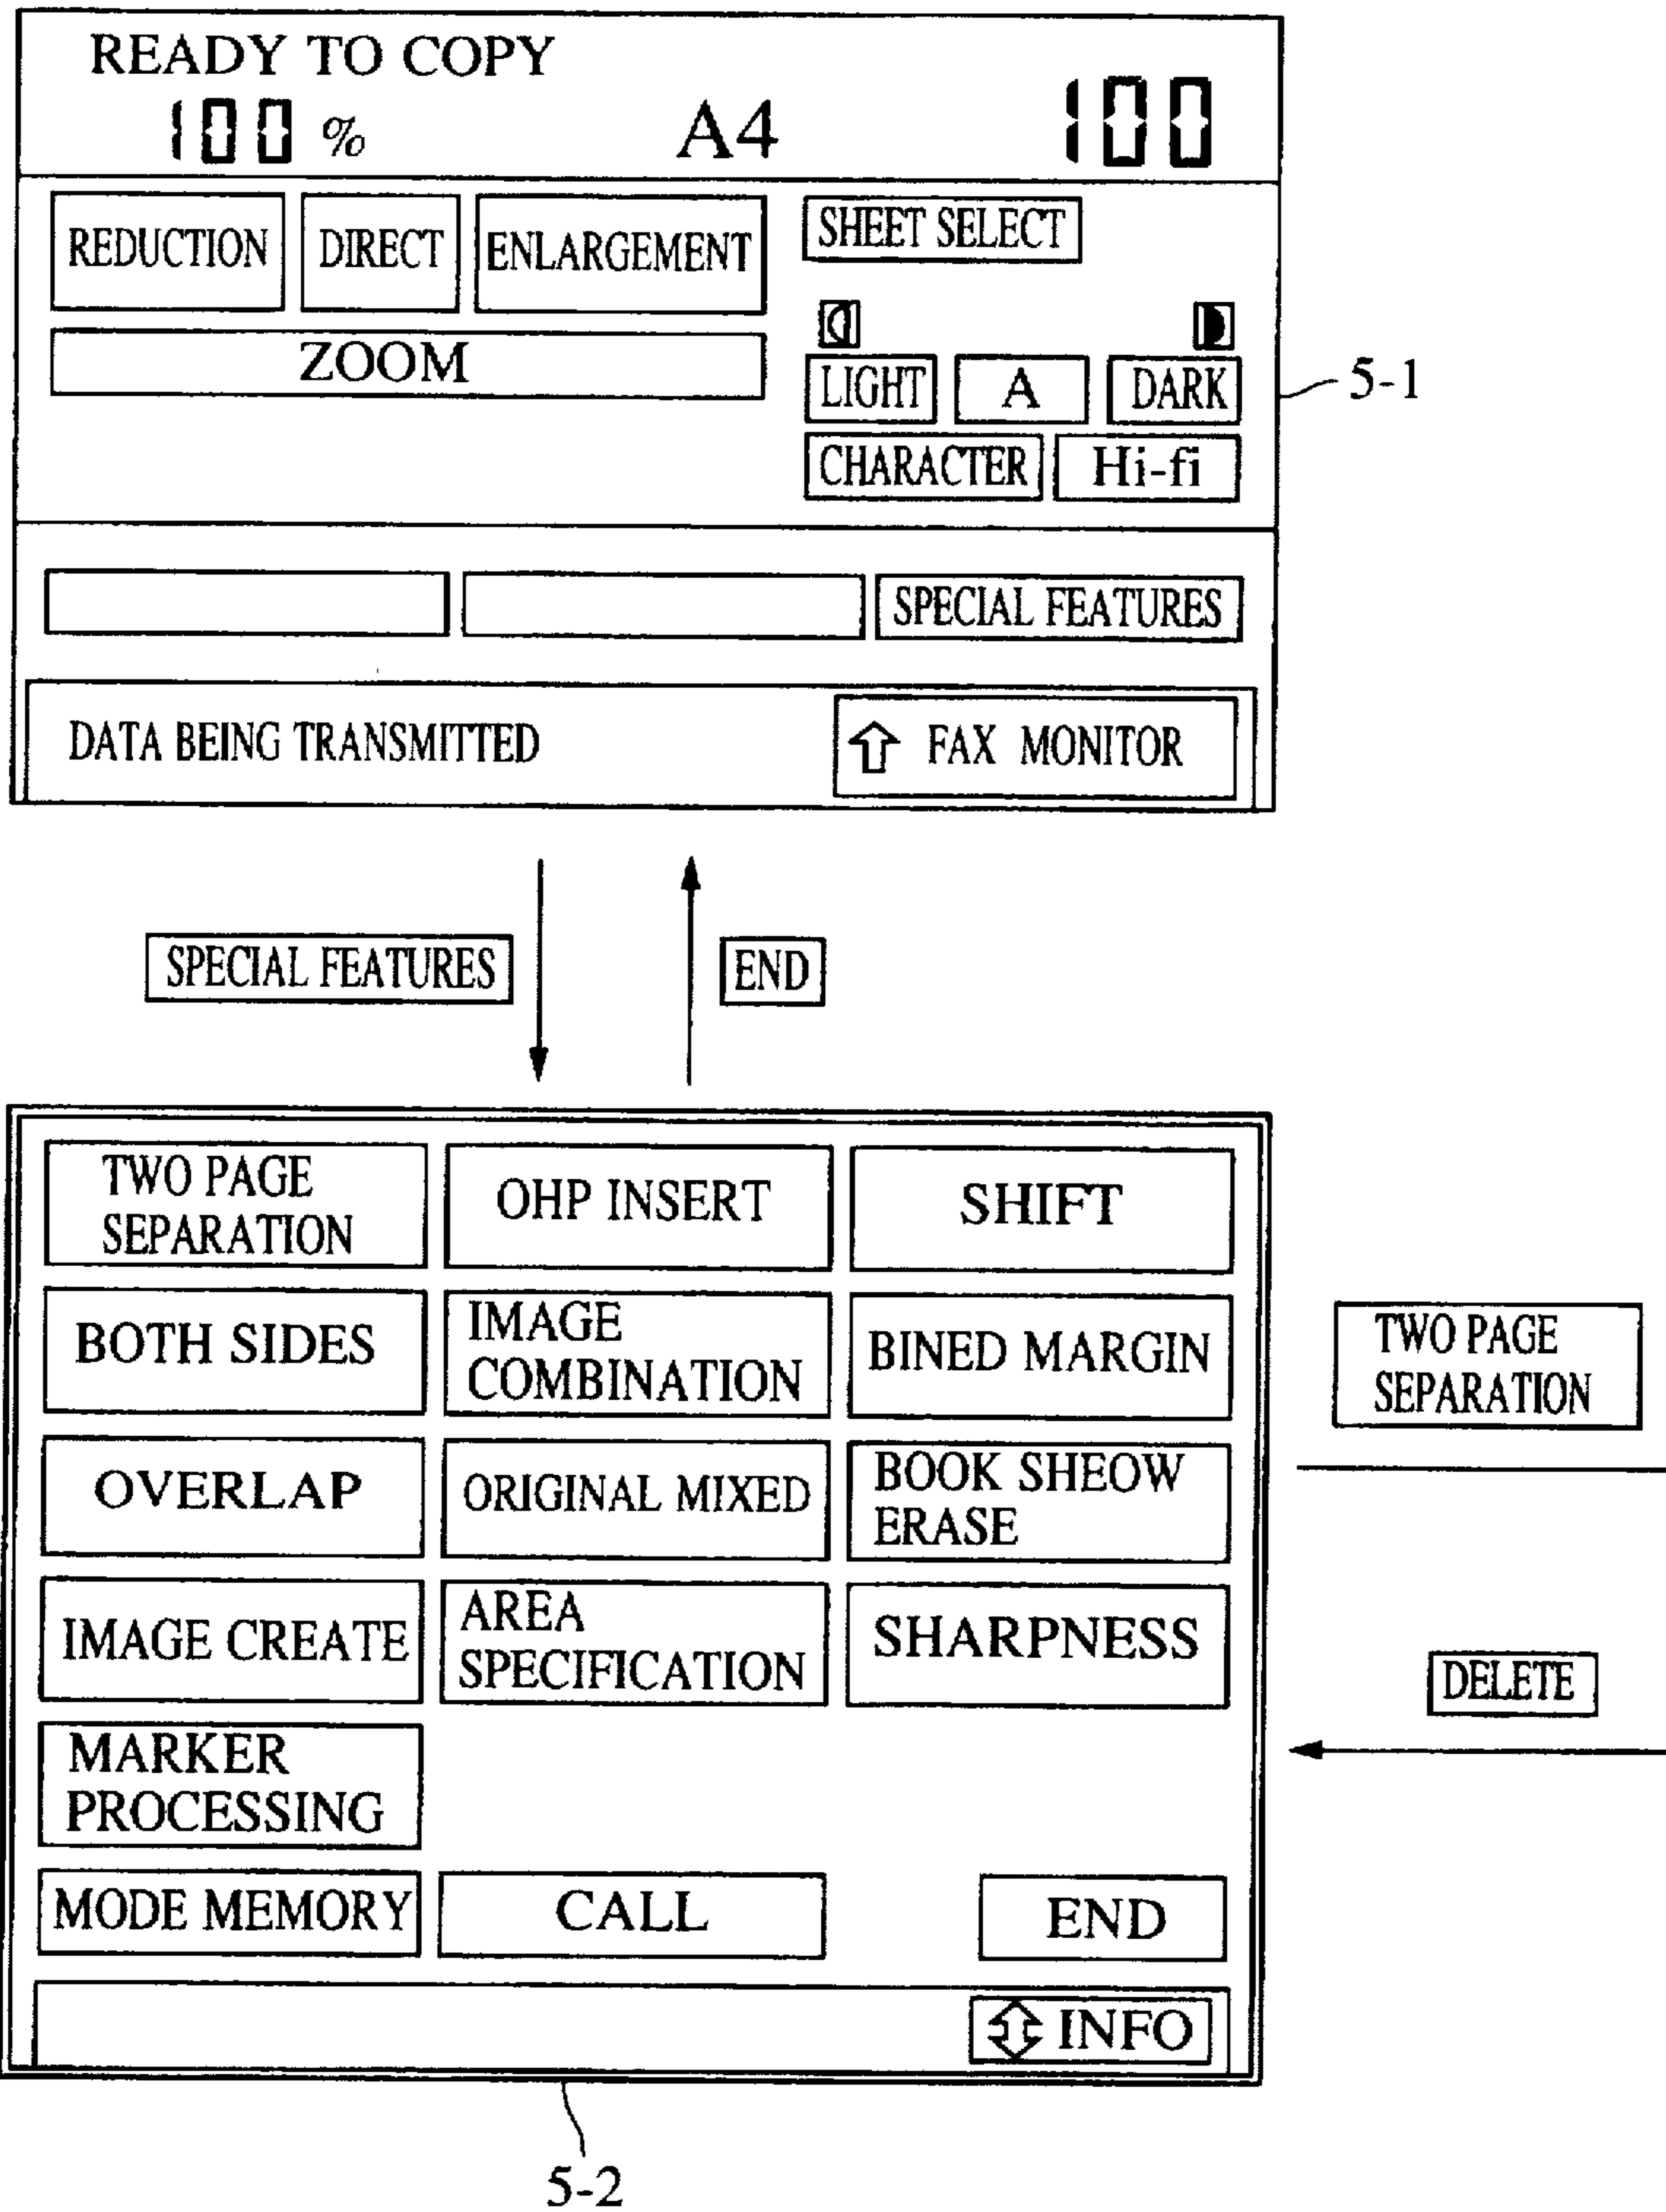 READY TO COPY
100 % A4 100
REDUCTION DIRECT ENLARGEMENT SHEET SELECT
ZOOM
LIGHT A DARK
5-1
CHARACTER Hi-fi
SPECIAL FEATURES
DATA BEING TRANSMITTED FAX MONITOR
SPECIAL FEATURES END
TWO PAGE
SEPARATION
OHP INSERT
SHIFT
BOTH SIDES
IMAGE
COMBINATION
BINED MARGIN
TWO PAGE
SEPARATION
OVERLAP
ORIGINAL MIXED
BOOK SHEOW
ERASE
IMAGE CREATE
AREA
SPECIFICATION
SHARPNESS
DELETE
MARKER
PROCESSING
MODE MEMORY CALL END
INFO
5-2